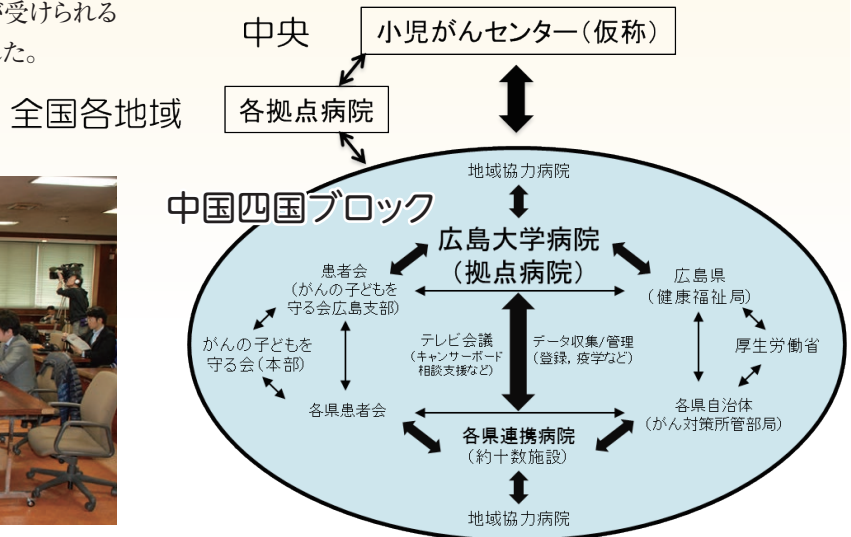 が受けられる
た。
中央
小児がんセンター（仮称）
全国各地域
各拠点病院
地域協力病院
中国四国ブロック
広島大学病院
（拠点病院）
患者会
（がんの子どもを
守る会広島支部）
広島県
（健康福祉局）
がんの子どもを
守る会（本部）
テレビ会議
（キャンサーボード
相談支援など）
データ収集/管理
（登録，疫学など）
厚生労働省
各県患者会
各県自治体
（がん対策所管部局）
各県連携病院
（約十数施設）
地域協力病院